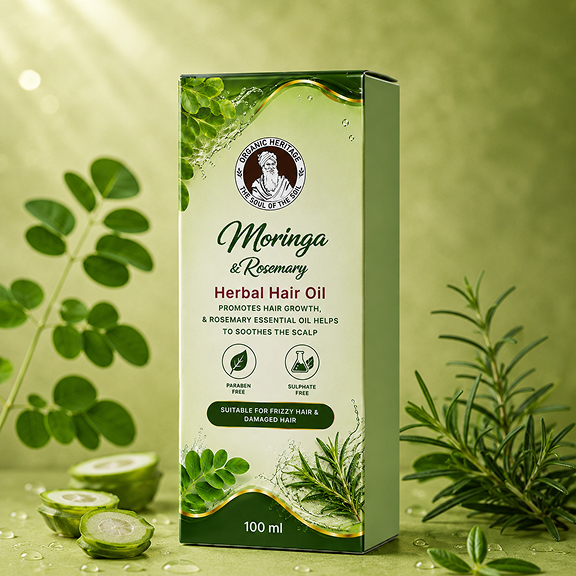 ORGANIC HERITAGE
THE SOUL OF THE SOIL
Moringa
& Rosemary
Herbal Hair Oil
PROMOTES HAIR GROWTH,
& ROSEMARY ESSENTIAL OIL HELPS
TO SOOTHES THE SCALP
PARABEN
FREE
SULPHATE
FREE
SUITABLE FOR FRIZZY HAIR &
DAMAGED HAIR
100 ml